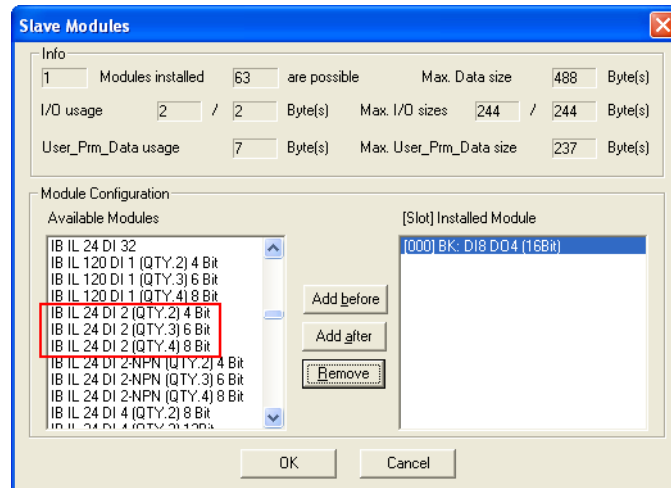 Slave Modules
Info
1 Modules installed 63 are possible Max. Data size 488 Byte(s)
I/O usage 2 / 2 Byte(s) Max. I/O sizes 244 / 244 Byte(s)
User_Prm_Data usage 7 Byte(s) Max. User_Prm_Data size 237 Byte(s)
Module Configuration
Available Modules
IB IL 24 DI 32
IB IL 120 DI 1 (QTY.2) 4 Bit
IB IL 120 DI 1 (QTY.3) 6 Bit
IB IL 120 DI 1 (QTY.4) 8 Bit
IB IL 24 DI 2 (QTY.2) 4 Bit
IB IL 24 DI 2 (QTY.3) 6 Bit
IB IL 24 DI 2 (QTY.4) 8 Bit
IB IL 24 DI 2-NPN (QTY.2) 4 Bit
IB IL 24 DI 2-NPN (QTY.3) 6 Bit
IB IL 24 DI 2-NPN (QTY.4) 8 Bit
IB IL 24 DI 4 (QTY.2) 8 Bit
Add before
Add after
Remove
[Slot] Installed Module
[000] BK: DI8 DO4 (16Bit)
OK
Cancel